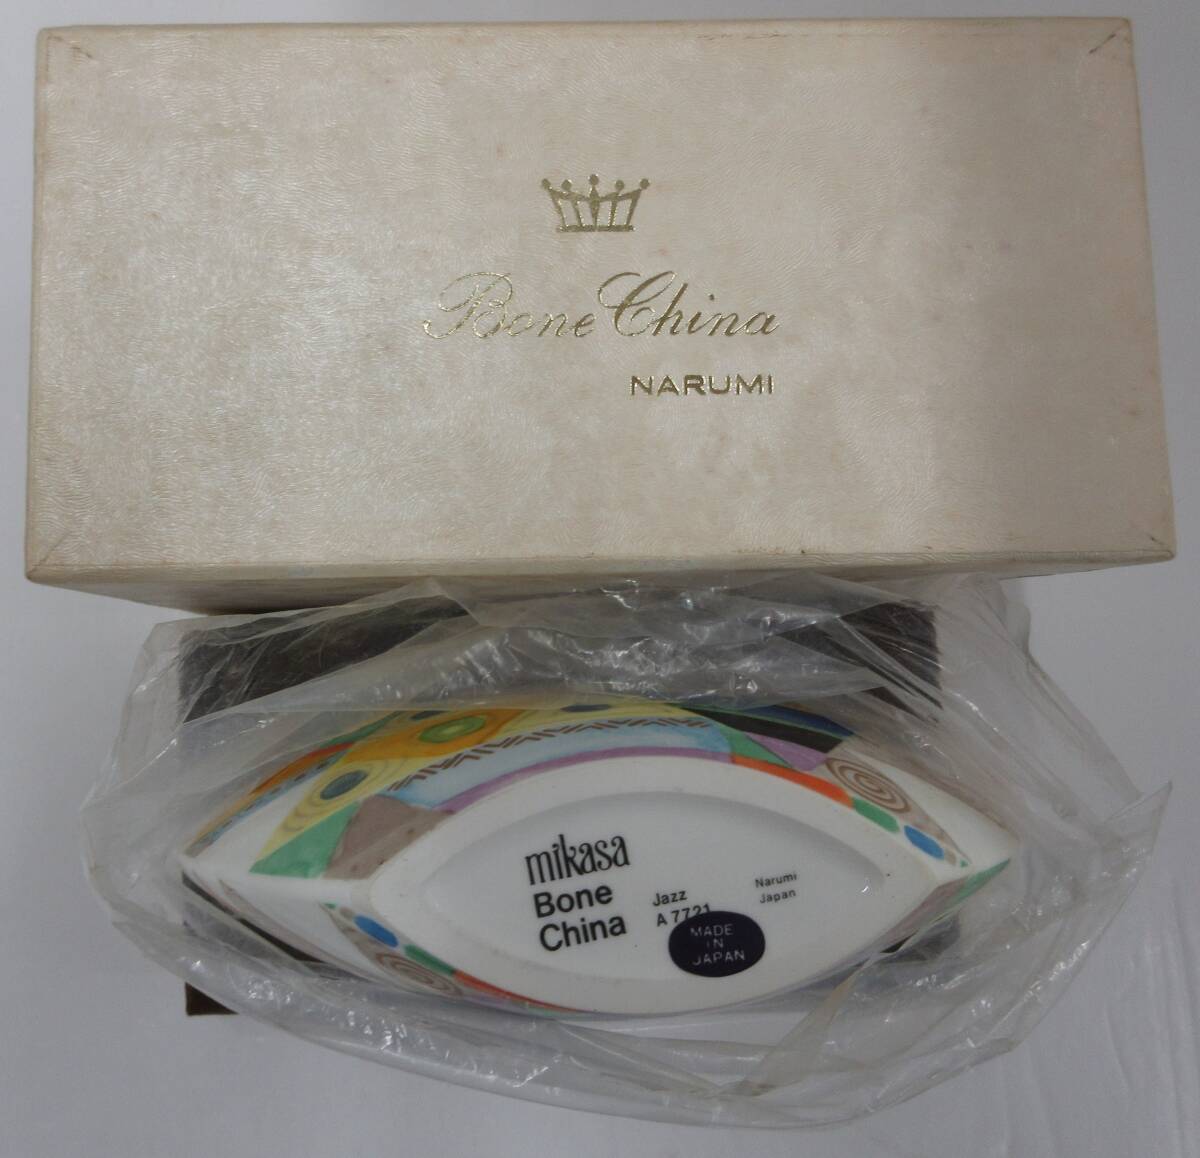 Bone China
NARUMI
mikasa
Bone
China
Jazz
A 7721
Narumi
Japan
MADE
IN
JAPAN